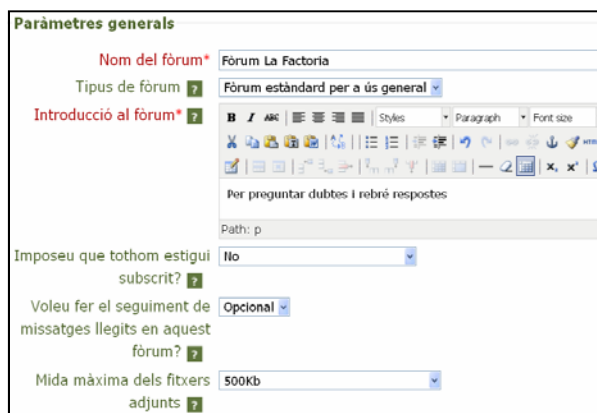 Paràmetres generals
Nom del fòrum* Fòrum La Factoria
Tipus de fòrum ? Fòrum estàndard per a ús general
Introducció al fòrum* ?
B I ABC Styles Paragraph Font size
HTML
x, x'
Per preguntar dubtes i rebré respostes
Path: p
Imposeu que tothom estigui subscrit? ? No
Voleu fer el seguiment de missatges llegits en aquest fòrum? ? Opcional
Mida màxima dels fitxers adjunts ? 500Kb